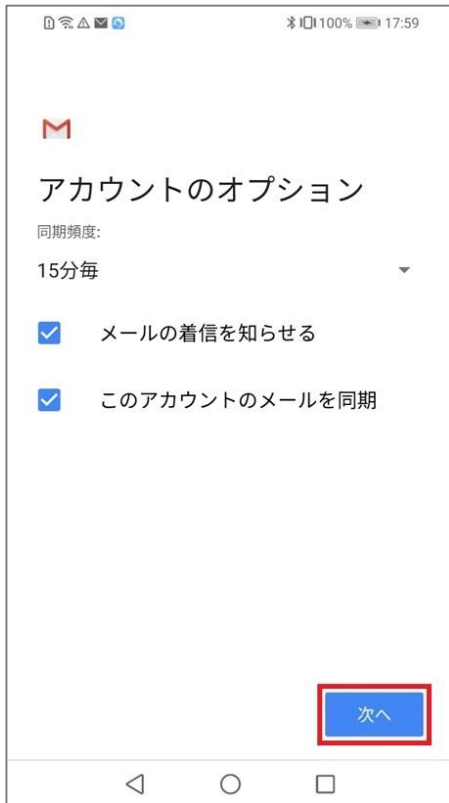 100% 17:59
アカウントのオプション
同期頻度:
15分毎
メールの着信を知らせる
このアカウントのメールを同期
次へ